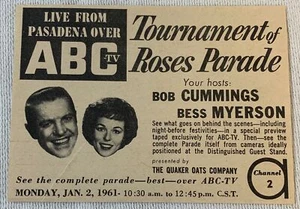 LIVE FROM
PASADENA OVER
ABC-TV
Tournament of
Roses Parade
Your hosts:
BOB CUMMINGS
BESS MYERSON
See what goes on behind the scenes—including
night-before festivities—in a special preview
taped exclusively for ABC-TV. Then—see the
complete Parade itself from cameras ideally
positioned at the Distinguished Guest Stand.
presented by
THE QUAKER OATS COMPANY
Channel
2
See the complete parade—best—over ABC-TV
MONDAY, JAN. 2, 1961- 10:30 a.m. to 12:45 p.m. C.S.T.